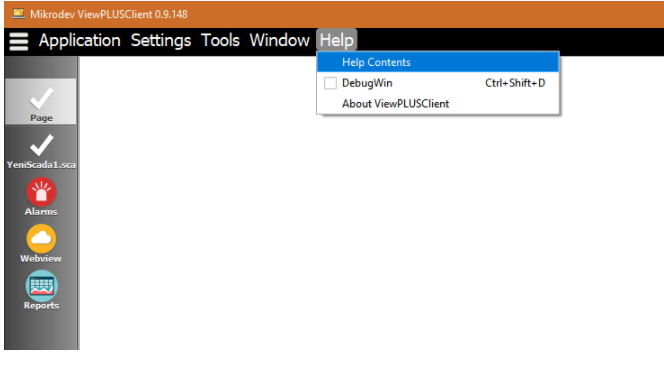 Mikrodev ViewPLUSClient 0.9.148
Application Settings Tools Window Help
Help Contents
DebugWin Ctrl+Shift+D
About ViewPLUSClient
Page
YeniScada1.sca
Alarms
Webview
Reports